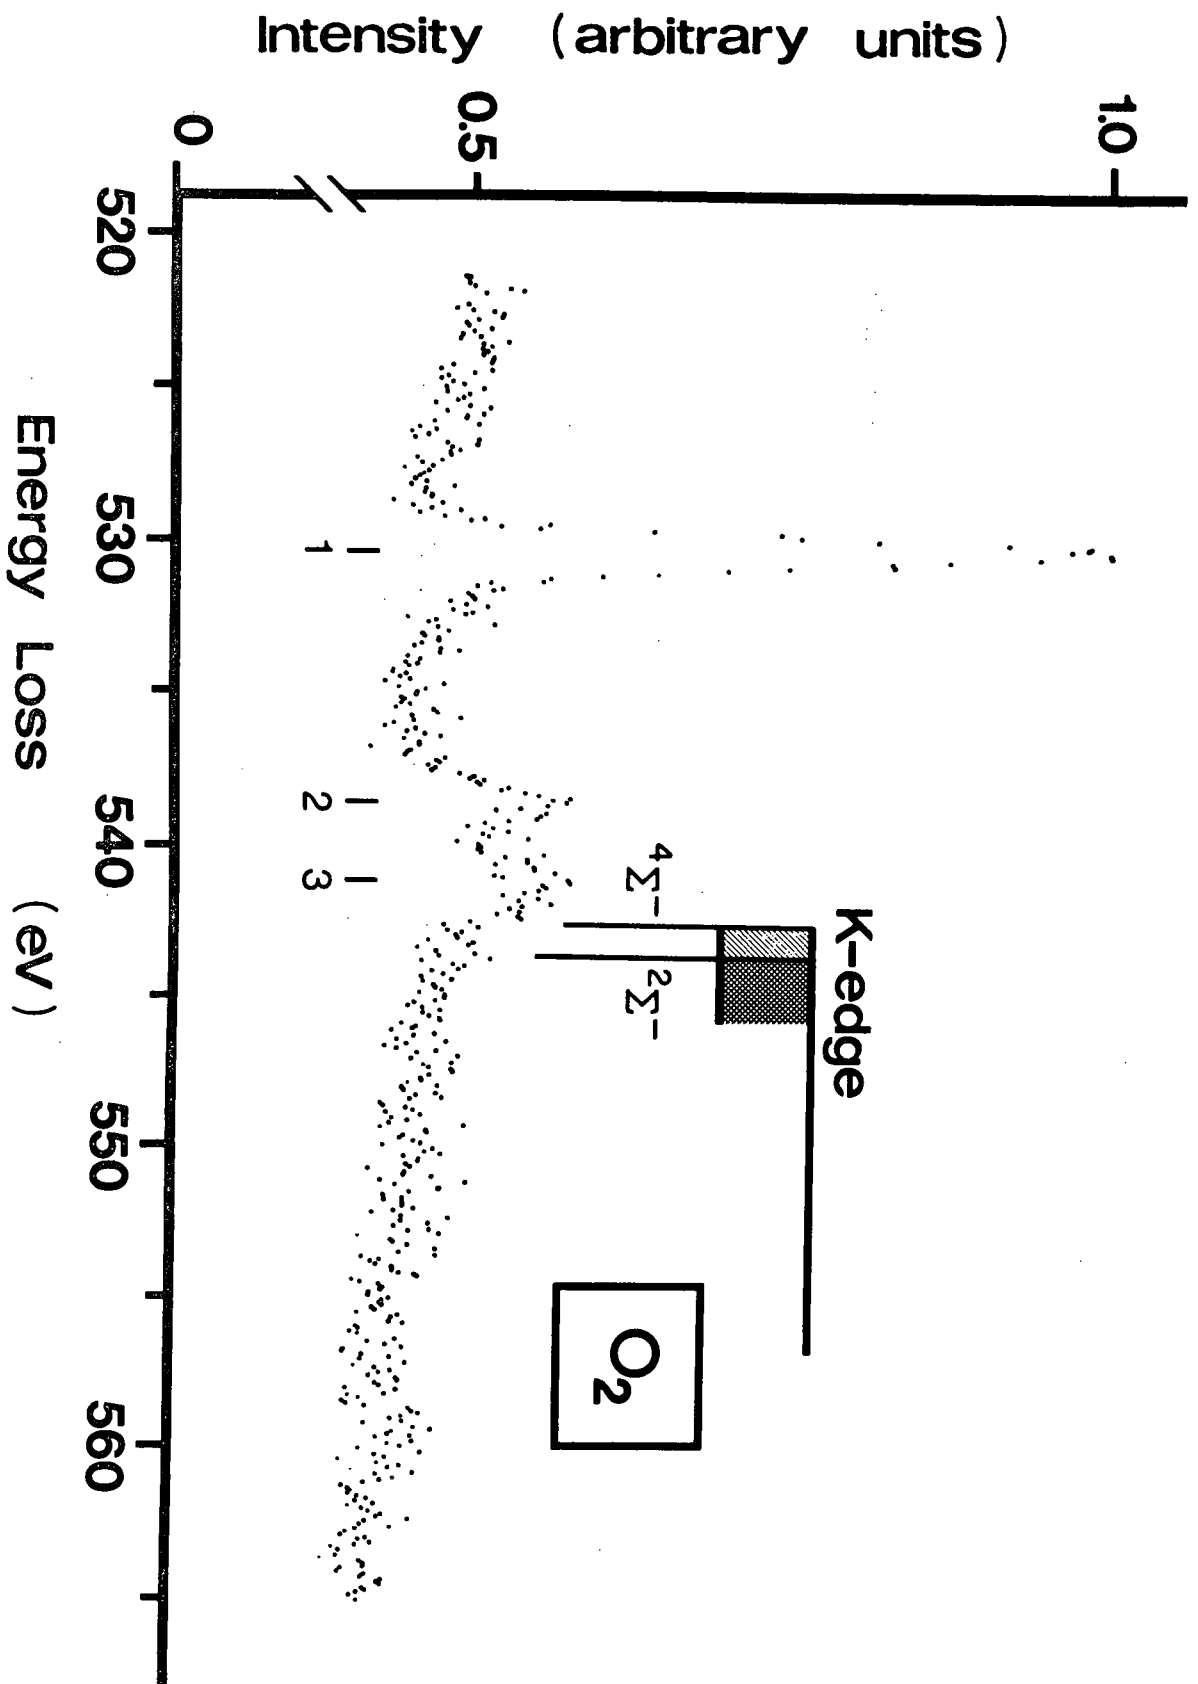 Intensity (arbitrary units)
0
0.5
1.0
520
530
540
550
560
Energy Loss (eV)
1
2
3
⁴Σ⁻
²Σ⁻
K-edge
O₂